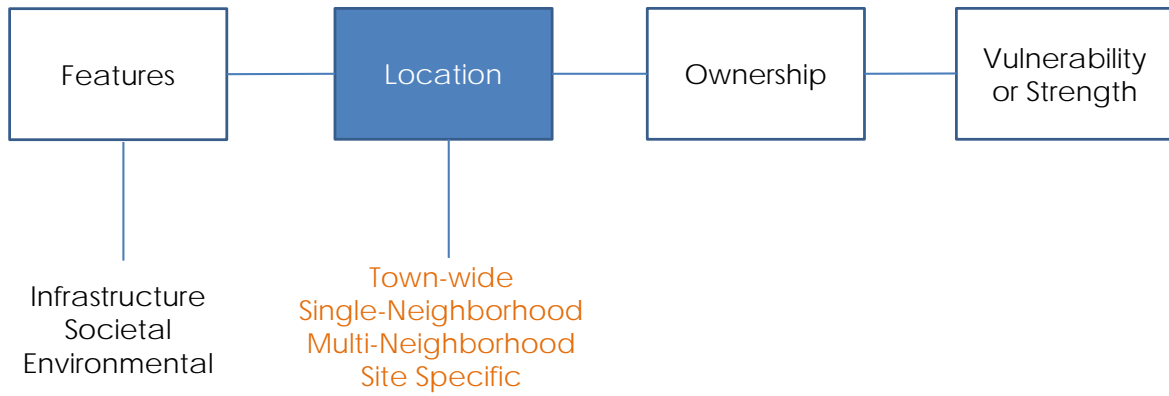 Features
Location
Ownership
Vulnerability
or Strength
Infrastructure
Societal
Environmental
Town-wide
Single-Neighborhood
Multi-Neighborhood
Site Specific